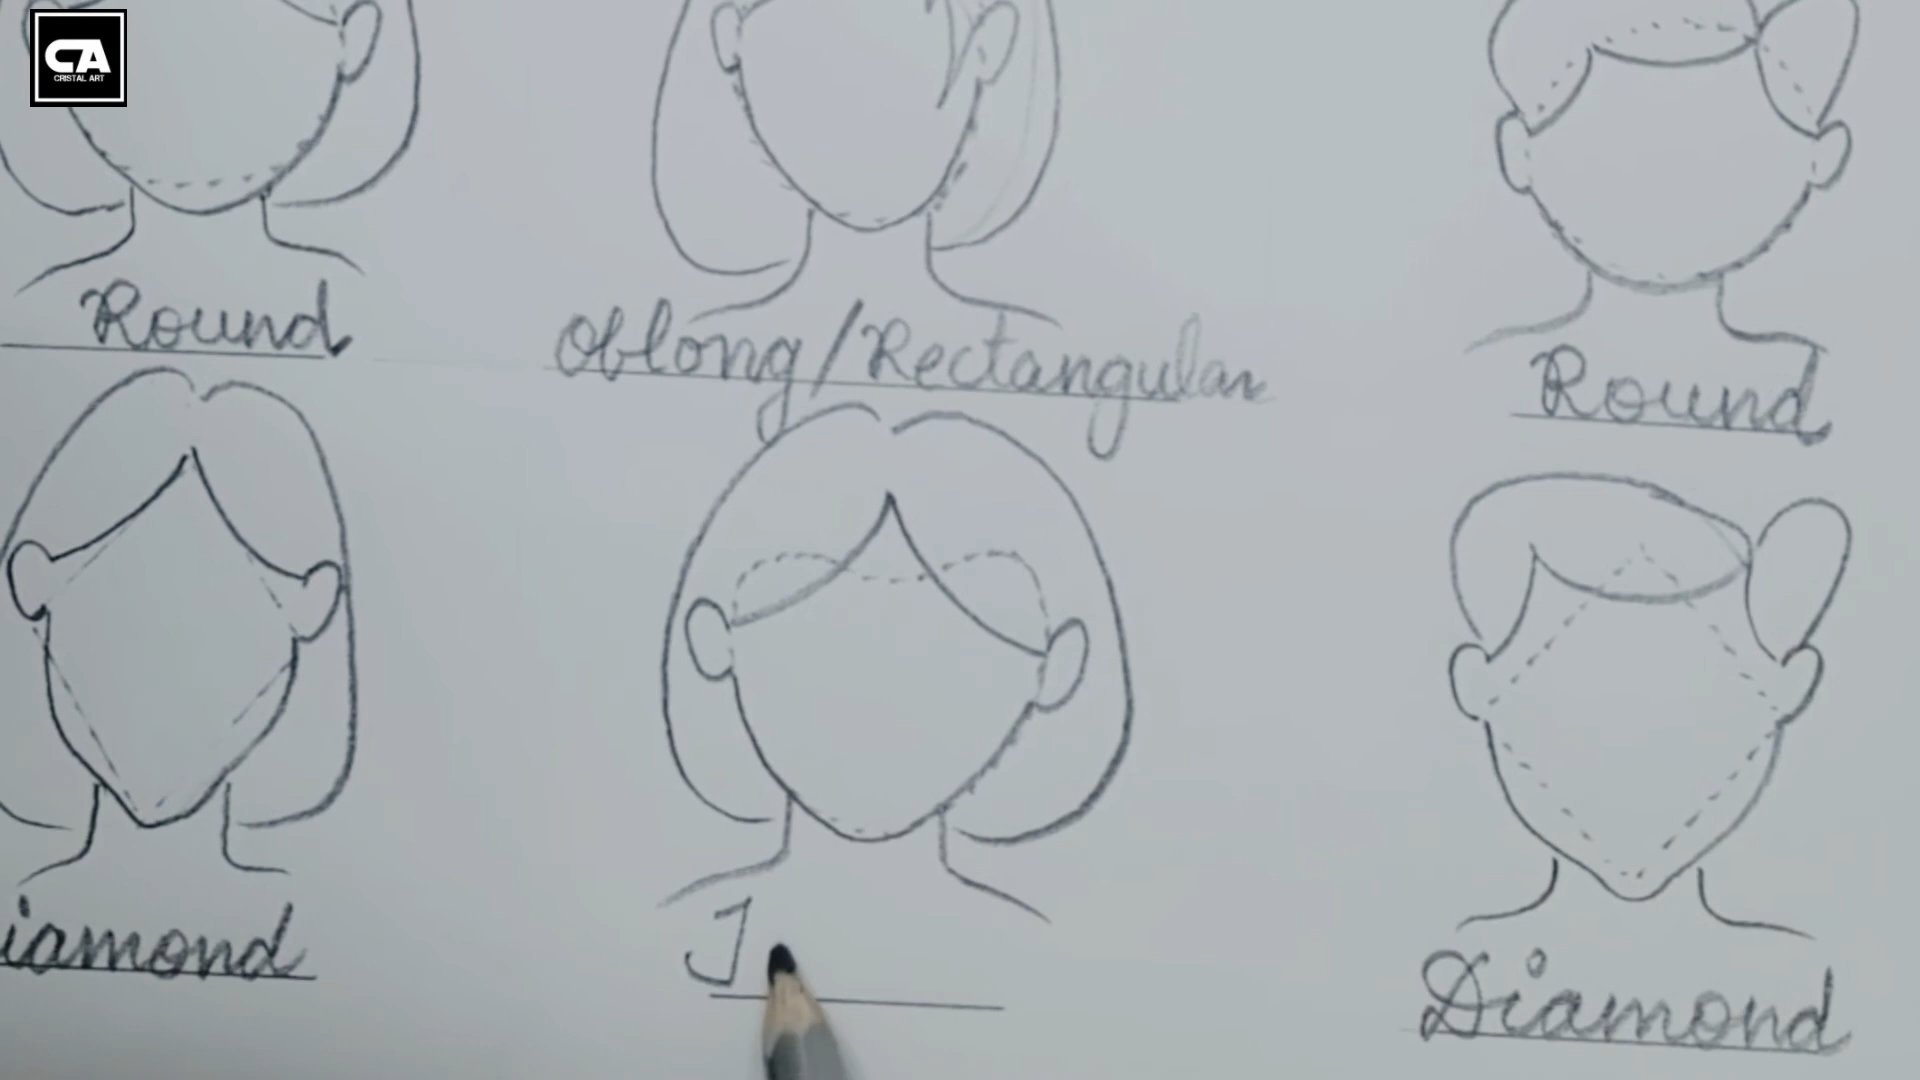 CA
CRISTAL ART
Round
Oblong/Rectangular
Round
iamond
J
Diamond